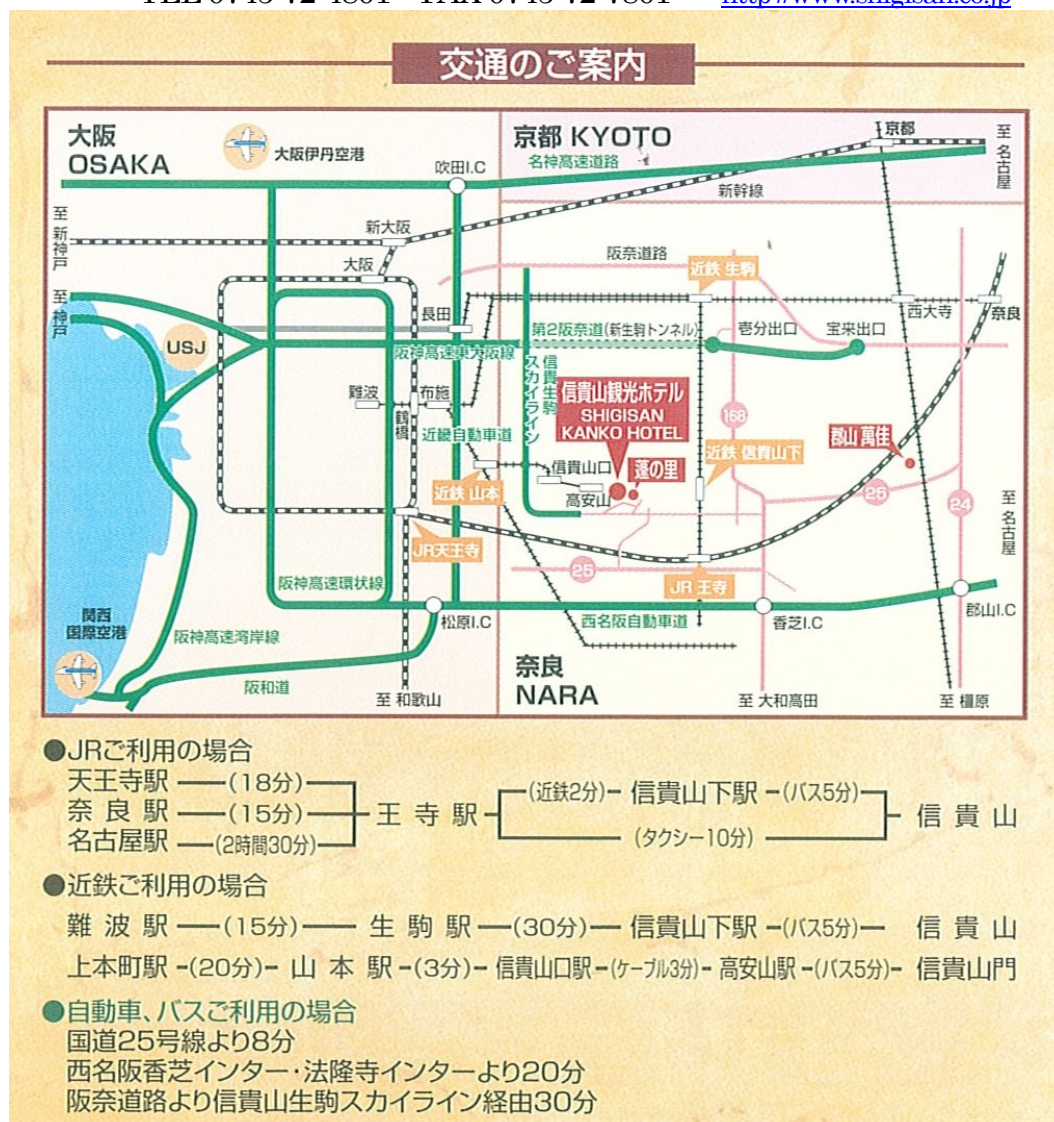 TEL 0745-72-4801 FAX 0745-72-7801 http://www.shigisan.co.jp
交通のご案内
大阪
OSAKA
大阪伊丹空港
吹田I.C
京都 KYOTO
名神高速道路
京都
至 名古屋
新幹線
至 新神戸
新大阪
大阪
阪奈道路
近鉄 生駒
至 神戸
長田
西大寺
奈良
USJ
第2阪奈道(新生駒トンネル)
壱分出口
宝来出口
阪神高速東大阪線
信貴生駒スカイライン
難波
鶴橋
布施
近畿自動車道
信貴山観光ホテル
SHIGISAN
KANKO HOTEL
168
郡山 萬佳
近鉄 山本
信貴山口
高安山
蓬の里
近鉄 信貴山下
25
24
至 名古屋
JR天王寺
25
JR 王寺
阪神高速環状線
松原I.C
西名阪自動車道
香芝I.C
郡山I.C
関西
国際空港
阪神高速湾岸線
阪和道
至 和歌山
奈良
NARA
至 大和高田
至 橿原
●JRご利用の場合
天王寺駅 (18分)
奈良駅 (15分) 王寺駅 (近鉄2分) 信貴山下駅 (バス5分) 信貴山
名古屋駅 (2時間30分) (タクシー10分)
●近鉄ご利用の場合
難波駅 (15分) 生駒駅 (30分) 信貴山下駅 (バス5分) 信貴山
上本町駅 (20分) 山本駅 (3分) 信貴山口駅 (ケーブル3分) 高安山駅 (バス5分) 信貴山門
●自動車、バスご利用の場合
国道25号線より8分
西名阪香芝インター・法隆寺インターより20分
阪奈道路より信貴山生駒スカイライン経由30分